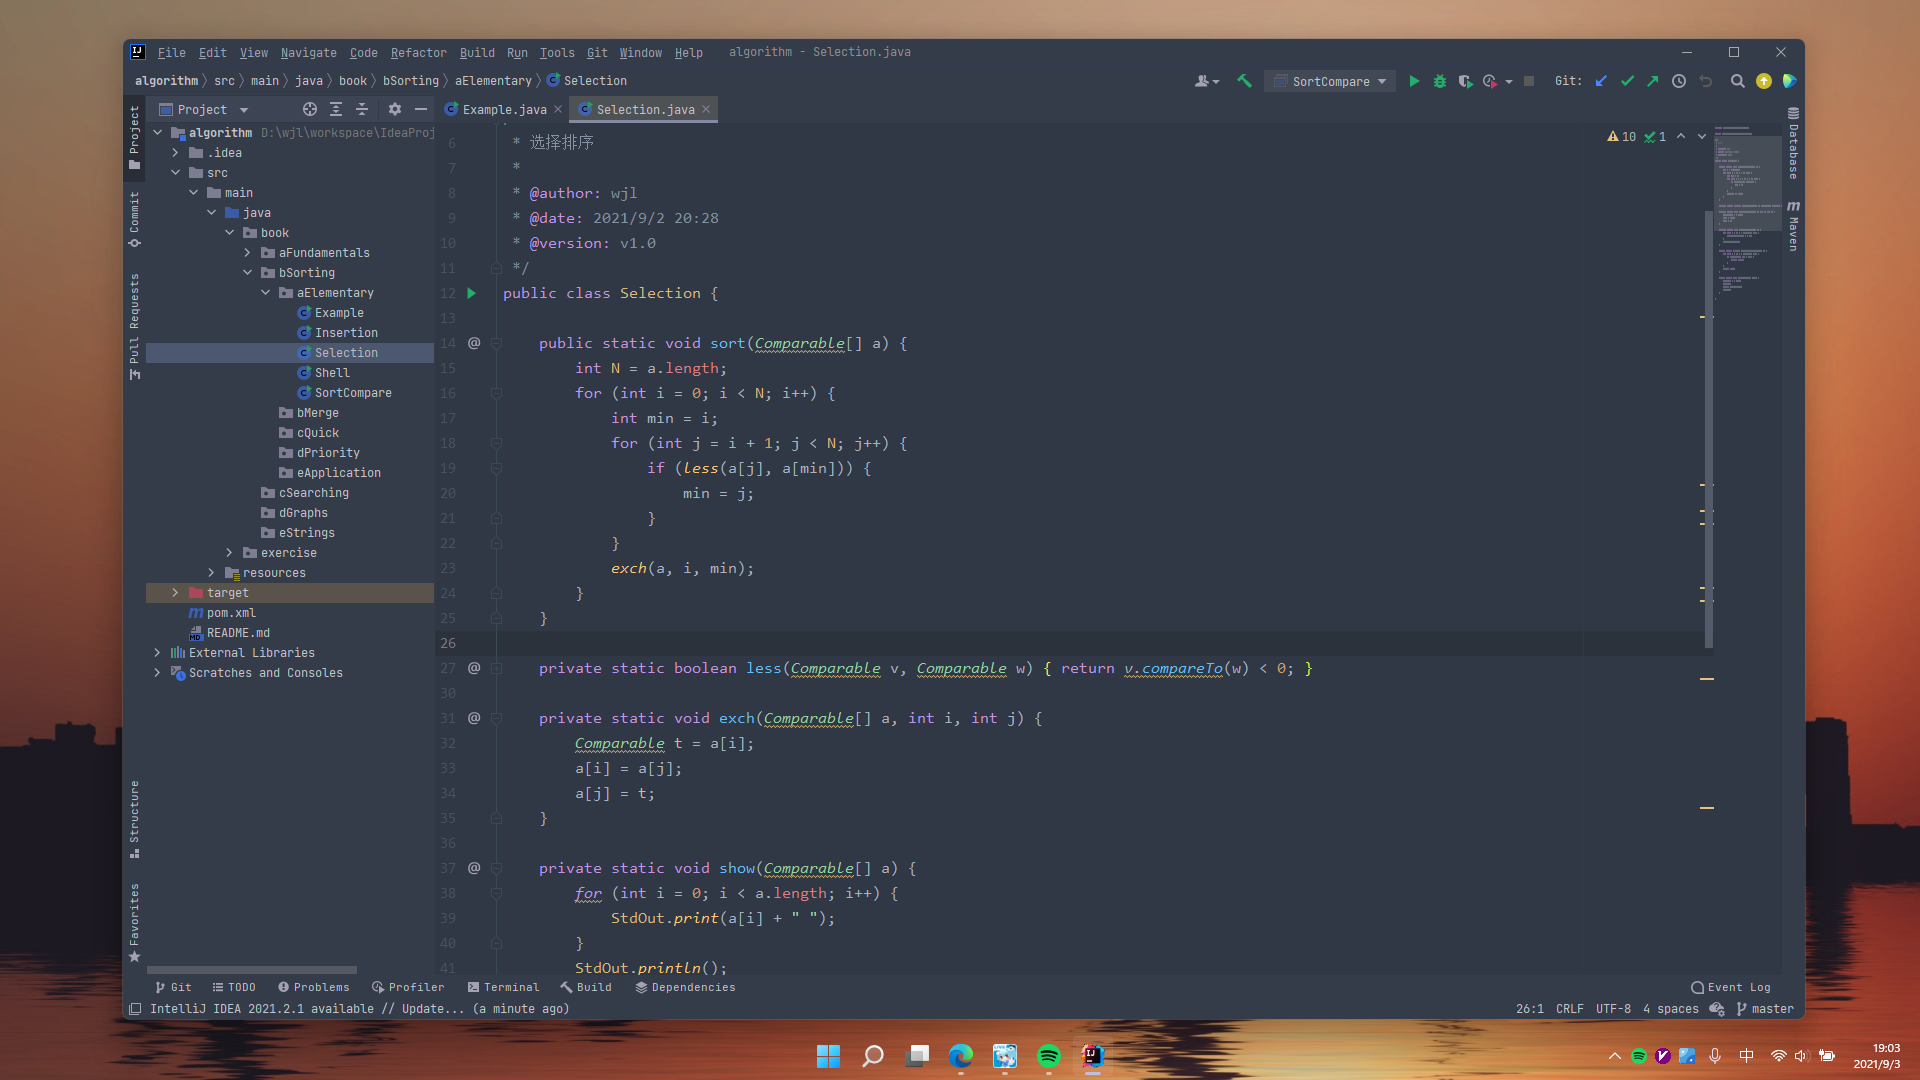 File Edit View Navigate Code Refactor Build Run Tools Git Window Help algorithm - Selection.java
algorithm src main java book bSorting aElementary Selection
SortCompare
Git:
Project
Example.java
Selection.java
algorithm D:\wjl\workspace\IdeaProj
.idea
src
main
java
book
aFundamentals
bSorting
aElementary
Example
Insertion
Selection
Shell
SortCompare
bMerge
cQuick
dPriority
eApplication
cSearching
dGraphs
eStrings
exercise
resources
target
pom.xml
README.md
External Libraries
Scratches and Consoles
Project
Commit
Pull Requests
Structure
Favorites
10 1
6 * 选择排序
7 *
8 * @author: wjl
9 * @date: 2021/9/2 20:28
10 * @version: v1.0
11 */
12 public class Selection {
13
14 @ public static void sort(Comparable[] a) {
15 int N = a.length;
16 for (int i = 0; i < N; i++) {
17 int min = i;
18 for (int j = i + 1; j < N; j++) {
19 if (less(a[j], a[min])) {
20 min = j;
21 }
22 }
23 exch(a, i, min);
24 }
25 }
26
27 @ private static boolean less(Comparable v, Comparable w) { return v.compareTo(w) < 0; }
30
31 @ private static void exch(Comparable[] a, int i, int j) {
32 Comparable t = a[i];
33 a[i] = a[j];
34 a[j] = t;
35 }
36
37 @ private static void show(Comparable[] a) {
38 for (int i = 0; i < a.length; i++) {
39 StdOut.print(a[i] + " ");
40 }
41 StdOut.println();
Database
Maven
Git TODO Problems Profiler Terminal Build Dependencies Event Log
IntelliJ IDEA 2021.2.1 available // Update... (a minute ago) 26:1 CRLF UTF-8 4 spaces master
中
19:03
2021/9/3